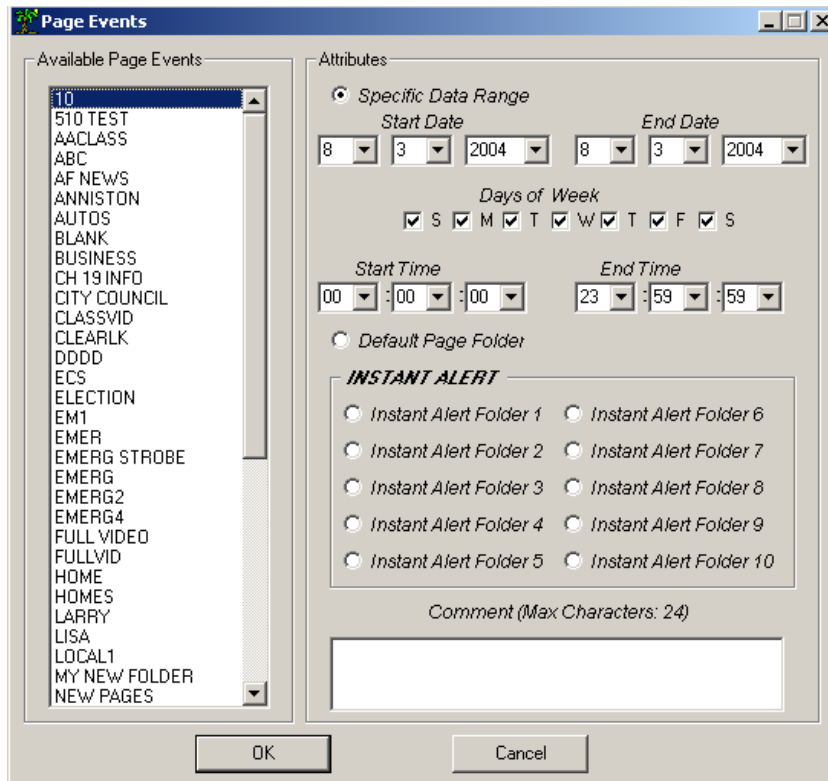 Page Events
Available Page Events
10
510 TEST
AACLASS
ABC
AF NEWS
ANNISTON
AUTOS
BLANK
BUSINESS
CH 19 INFO
CITY COUNCIL
CLASSVID
CLEARLK
DDDD
ECS
ELECTION
EM1
EMER
EMERG STROBE
EMERG
EMERG2
EMERG4
FULL VIDEO
FULLVID
HOME
HOMES
LARRY
LISA
LOCAL1
MY NEW FOLDER
NEW PAGES
Attributes
Specific Data Range
Start Date End Date
8 3 2004 8 3 2004
Days of Week
S M T W T F S
Start Time End Time
00 : 00 : 00 23 : 59 : 59
Default Page Folder
INSTANT ALERT
Instant Alert Folder 1 Instant Alert Folder 6
Instant Alert Folder 2 Instant Alert Folder 7
Instant Alert Folder 3 Instant Alert Folder 8
Instant Alert Folder 4 Instant Alert Folder 9
Instant Alert Folder 5 Instant Alert Folder 10
Comment (Max Characters: 24)
OK Cancel